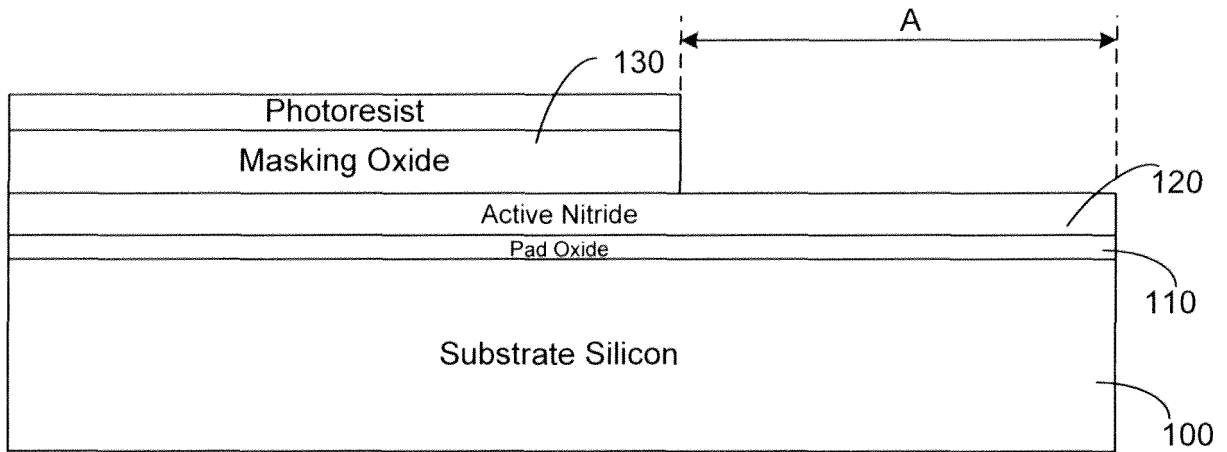 A
130
Photoresist
Masking Oxide
120
Active Nitride
Pad Oxide
110
Substrate Silicon
100